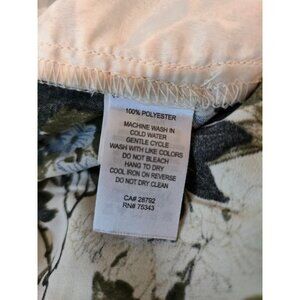 100% POLYESTER
MACHINE WASH IN
COLD WATER
GENTLE CYCLE
WASH WITH LIKE COLORS
DO NOT BLEACH
HANG TO DRY
COOL IRON ON REVERSE
DO NOT DRY CLEAN
CA# 28792
RN# 75343